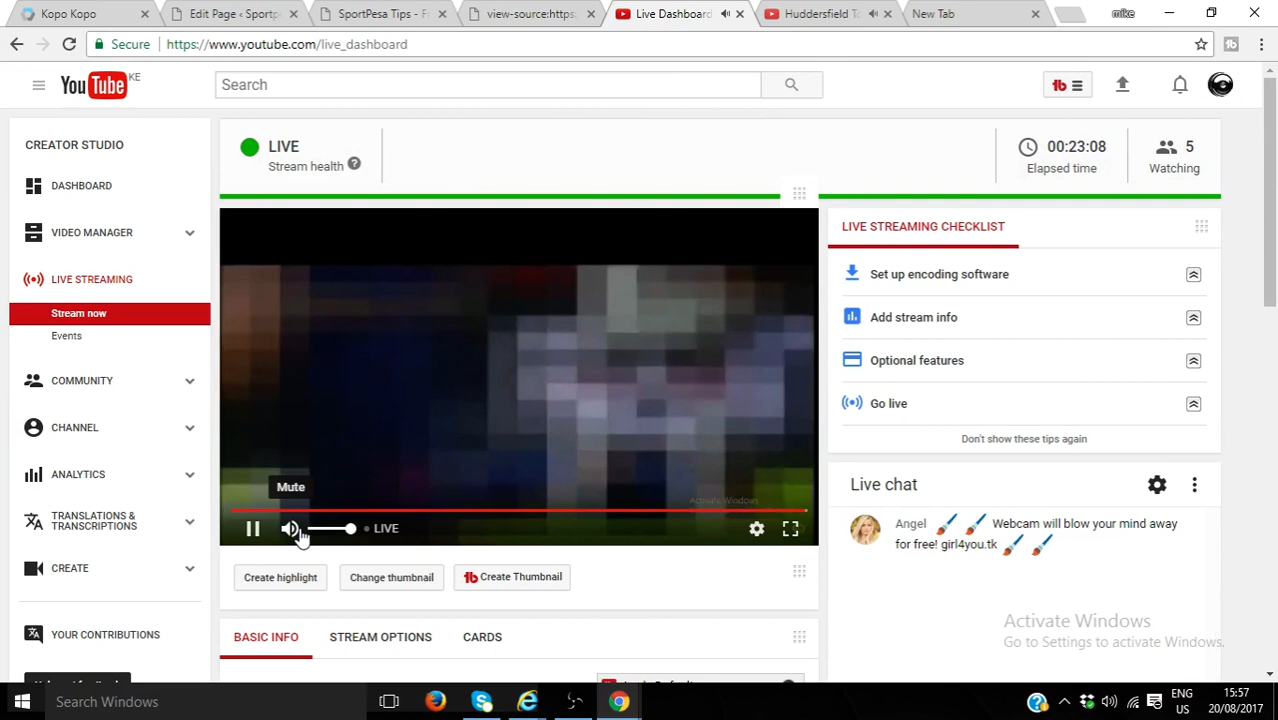 Kopo Kopo
Edit Page ‹ Sportp
SportPesa Tips - F
view-source:https:
Live Dashboard
Huddersfield To
New Tab
mike
Secure
https://www.youtube.com/live_dashboard
YouTube KE
Search
CREATOR STUDIO
DASHBOARD
VIDEO MANAGER
LIVE STREAMING
Stream now
Events
COMMUNITY
CHANNEL
ANALYTICS
TRANSLATIONS &
TRANSCRIPTIONS
CREATE
YOUR CONTRIBUTIONS
LIVE
Stream health
00:23:08
Elapsed time
5
Watching
Mute
LIVE
Activate Windows
Create highlight
Change thumbnail
Create Thumbnail
BASIC INFO
STREAM OPTIONS
CARDS
LIVE STREAMING CHECKLIST
Set up encoding software
Add stream info
Optional features
Go live
Don't show these tips again
Live chat
Angel Webcam will blow your mind away
for free! girl4you.tk
Activate Windows
Go to Settings to activate Windows.
Search Windows
ENG
US
15:57
20/08/2017